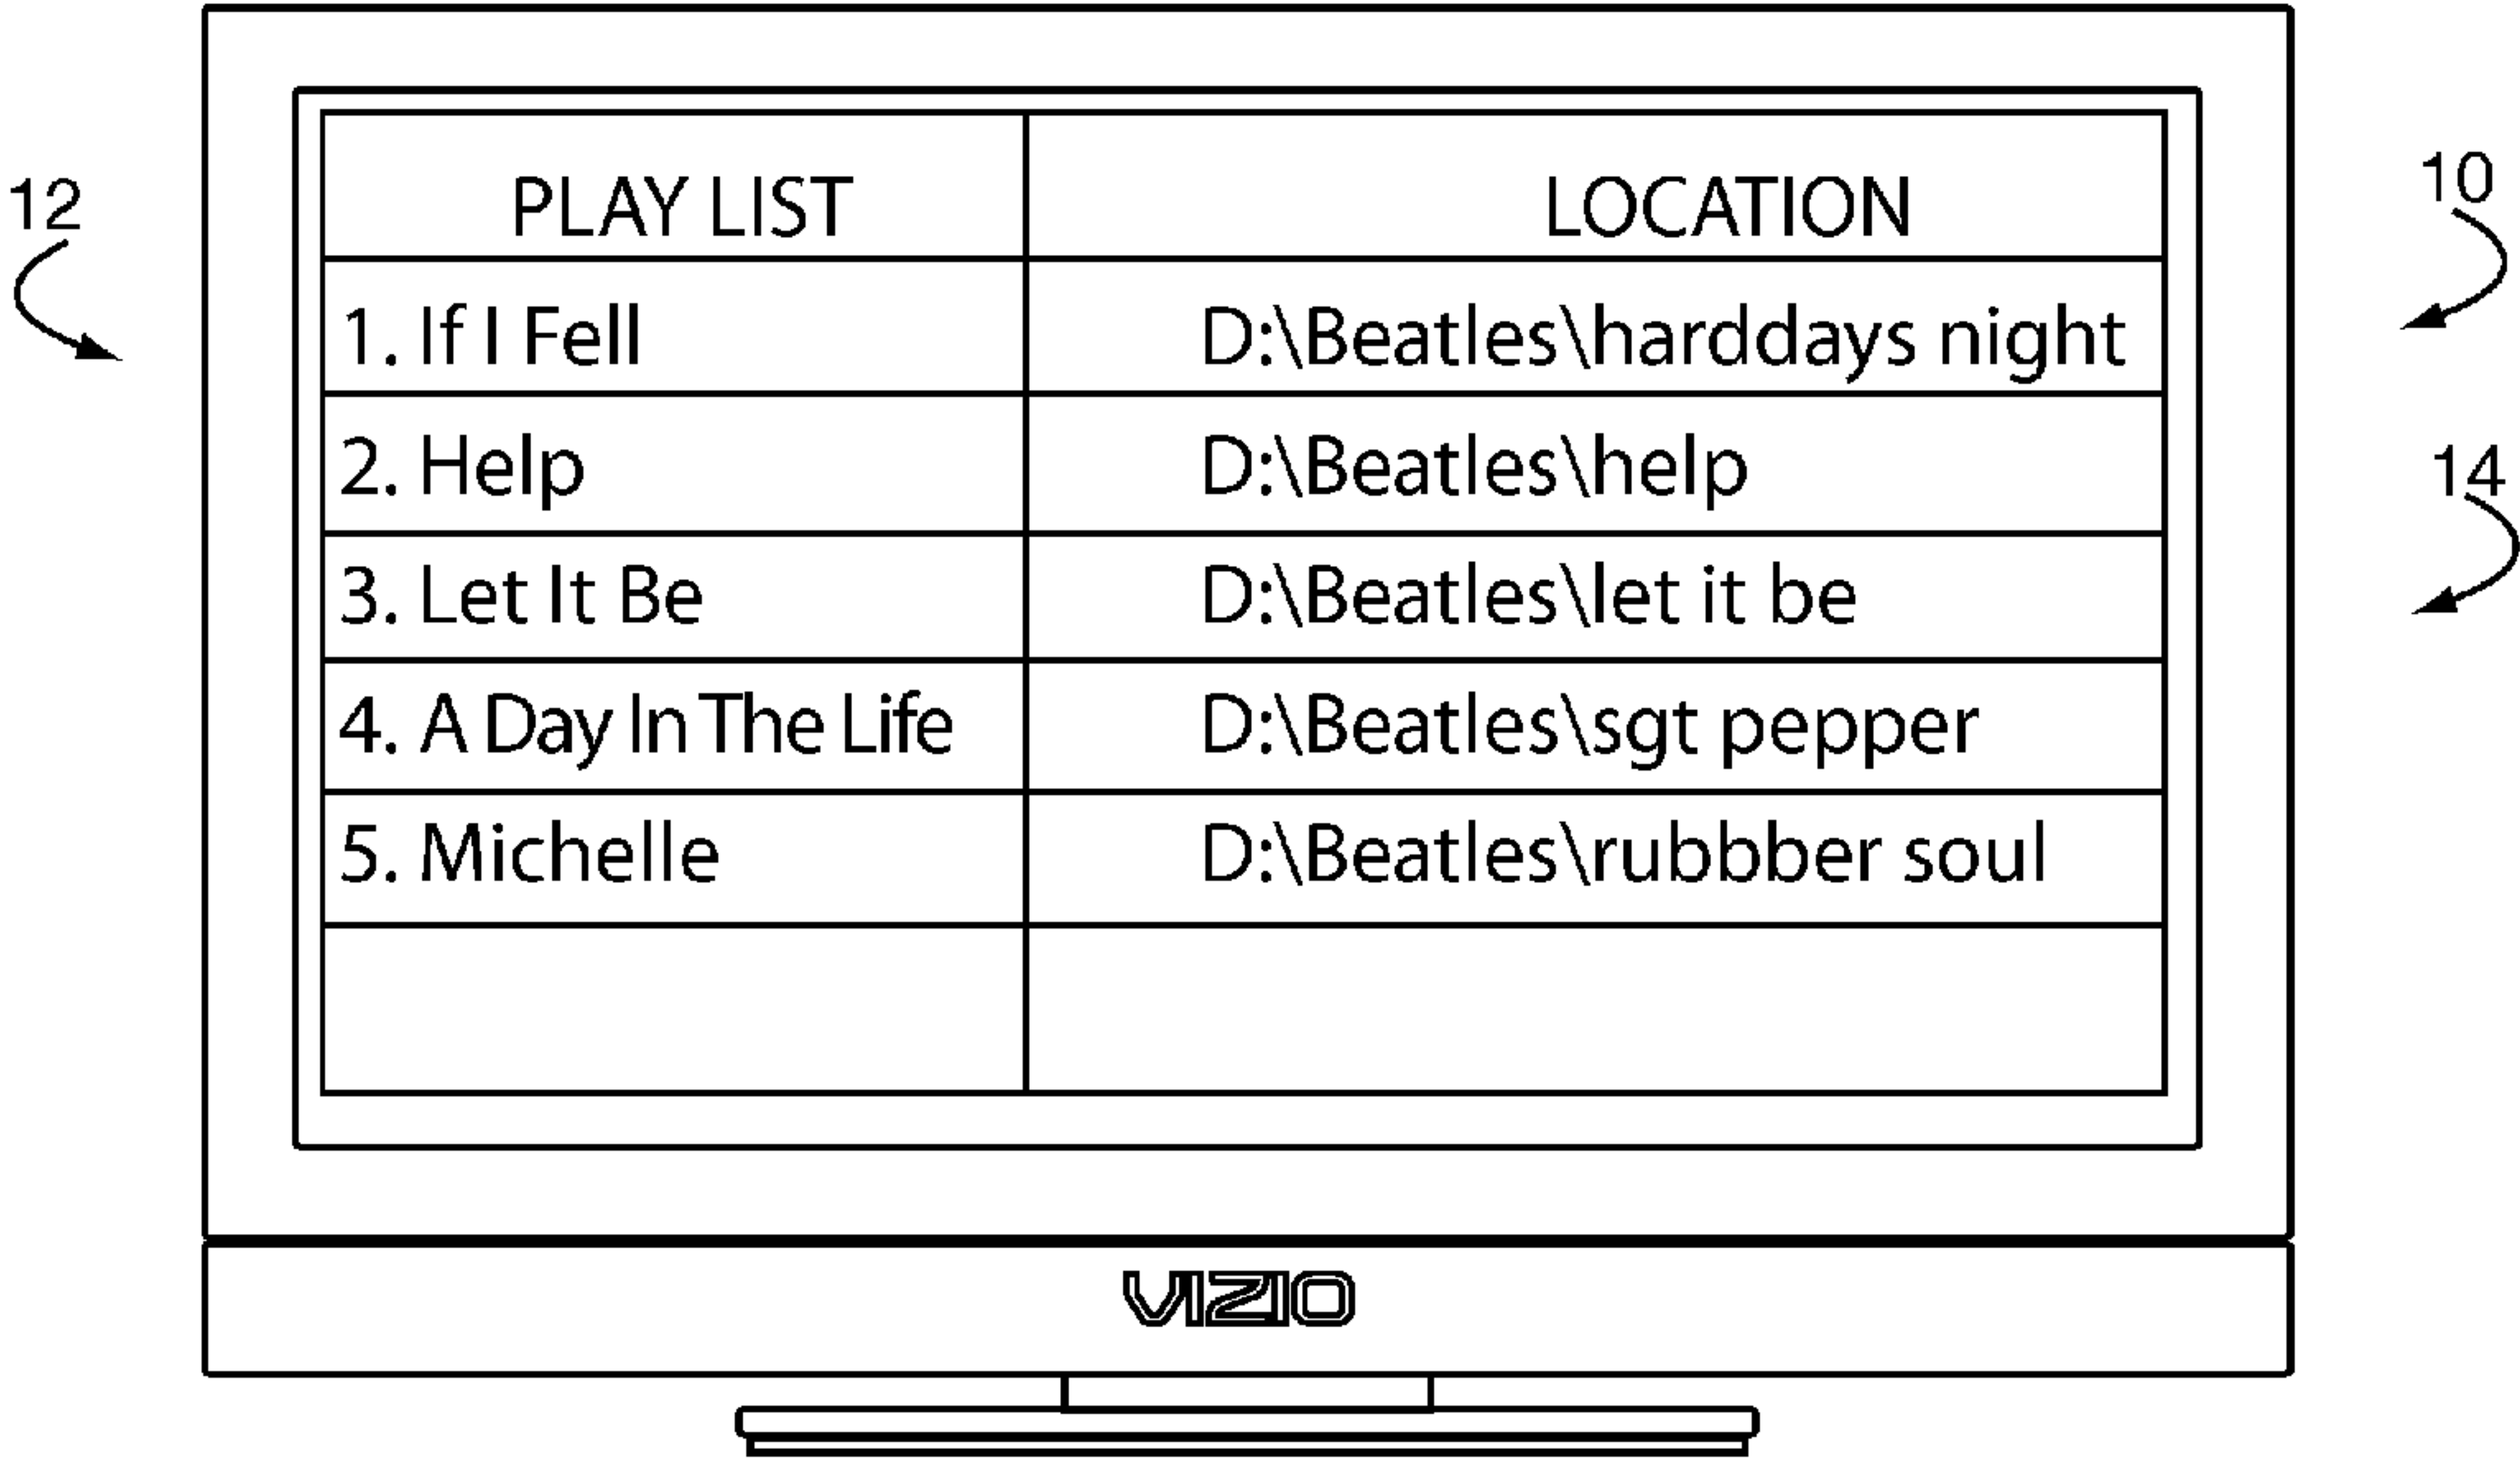 PLAY LIST LOCATION
12
10
1. If I Fell D:\Beatles\harddays night
2. Help D:\Beatles\help
14
3. Let It Be D:\Beatles\let it be
4. A Day In The Life D:\Beatles\sgt pepper
5. Michelle D:\Beatles\rubbber soul
VIZIO